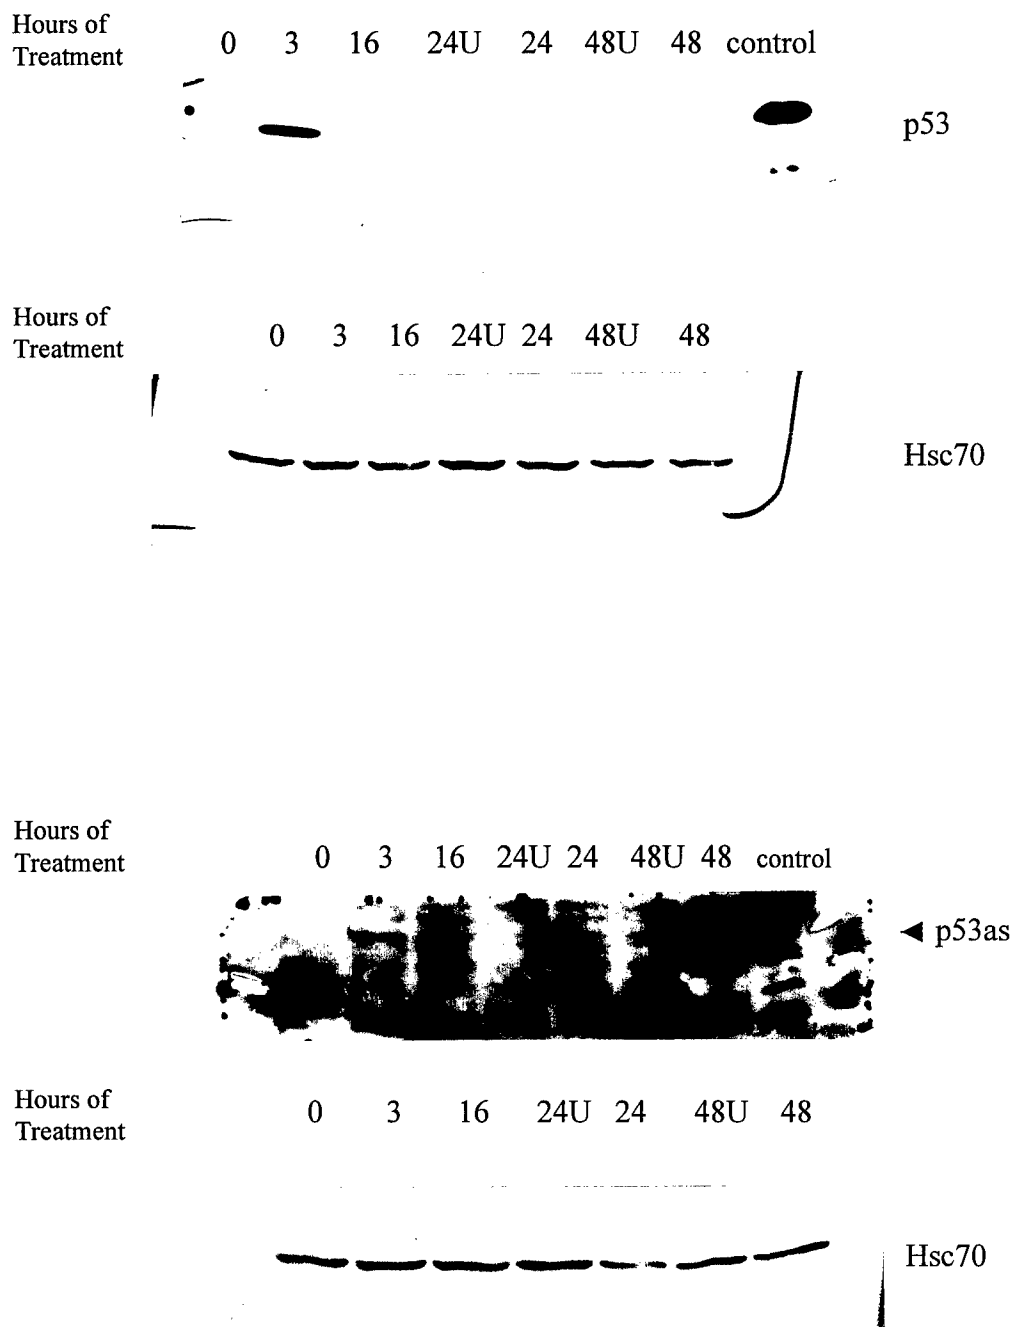 Hours of
Treatment
0 3 16 24U 24 48U 48 control
p53
Hours of
Treatment
0 3 16 24U 24 48U 48
Hsc70
Hours of
Treatment
0 3 16 24U 24 48U 48 control
p53as
Hours of
Treatment
0 3 16 24U 24 48U 48
Hsc70